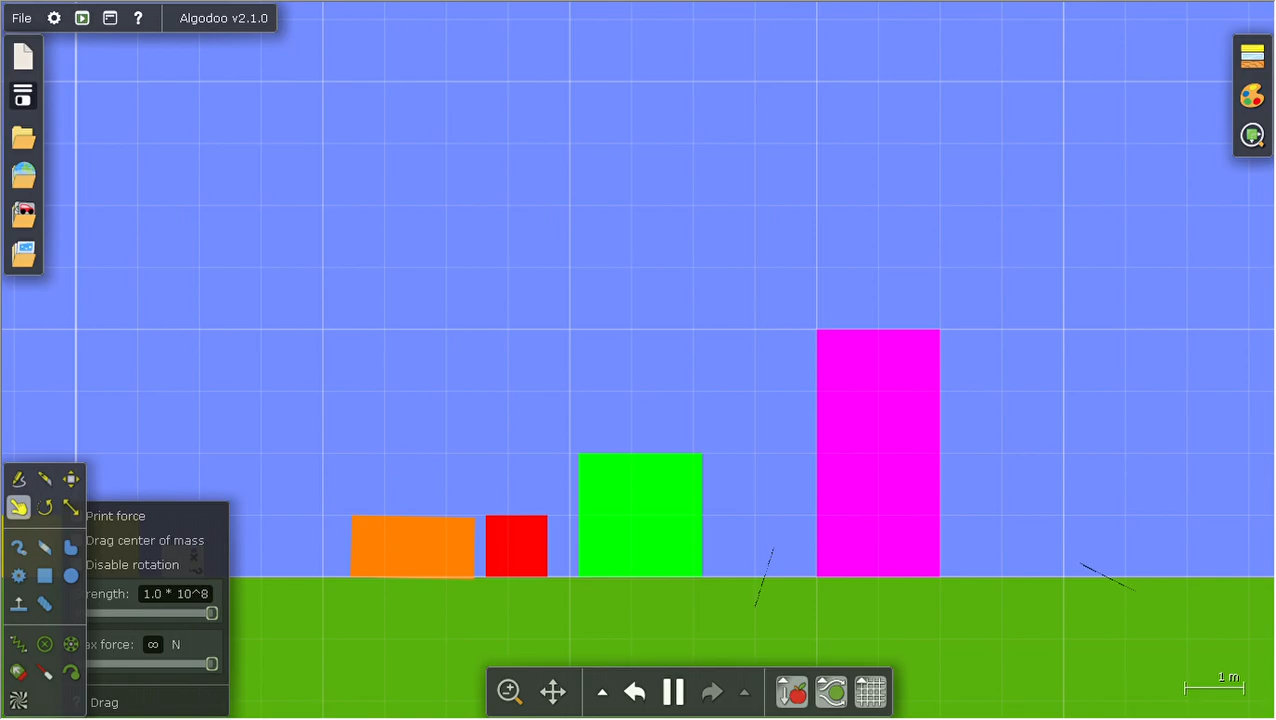 File ? Algodoo v2.1.0
Print force
Drag center of mass
Disable rotation
rength: 1.0 * 10^8
ax force: ∞ N
? Drag
1 m